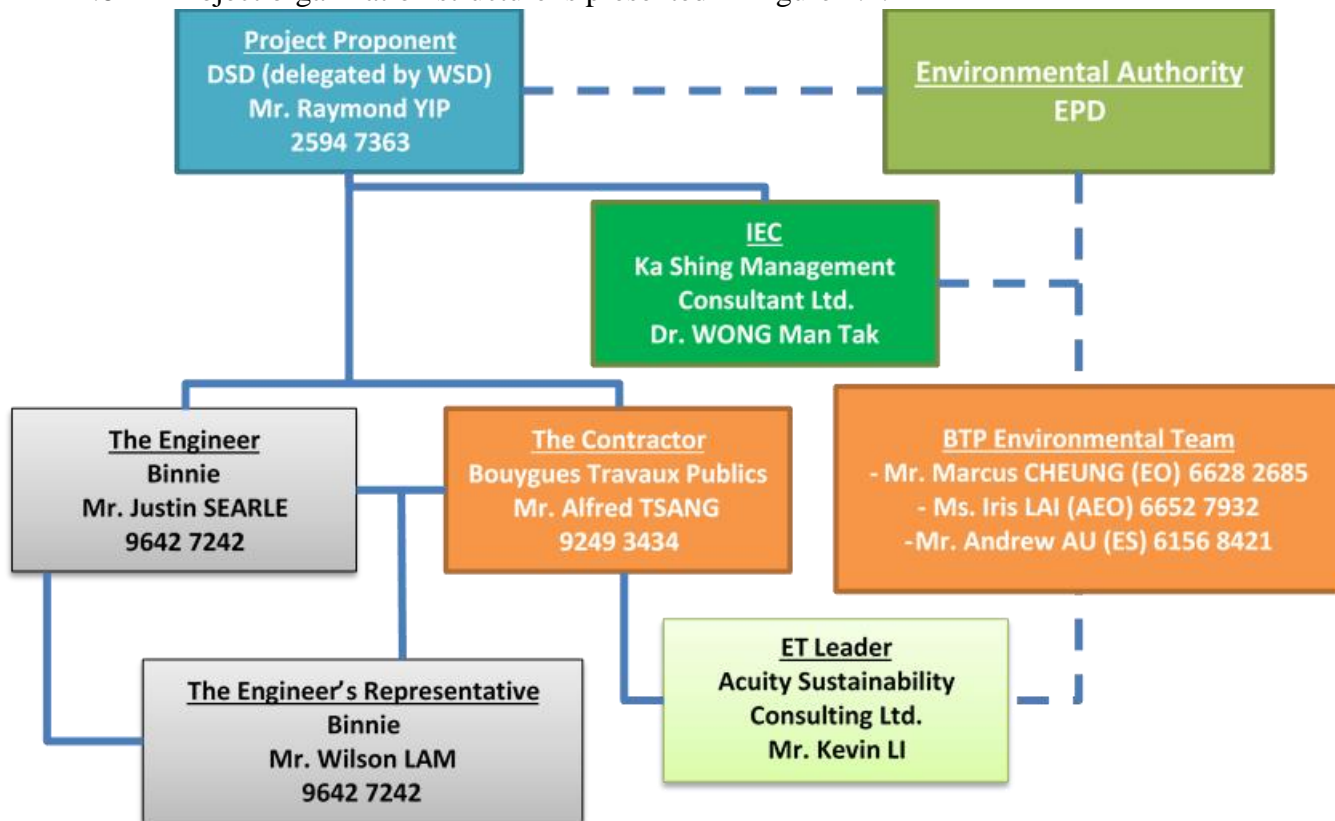 Project Proponent
DSD (delegated by WSD)
Mr. Raymond YIP
2594 7363
Environmental Authority
EPD
IEC
Ka Shing Management
Consultant Ltd.
Dr. WONG Man Tak
The Engineer
Binnie
Mr. Justin SEARLE
9642 7242
The Contractor
Bouygues Travaux Publics
Mr. Alfred TSANG
9249 3434
BTP Environmental Team
- Mr. Marcus CHEUNG (EO) 6628 2685
- Ms. Iris LAI (AEO) 6652 7932
-Mr. Andrew AU (ES) 6156 8421
The Engineer's Representative
Binnie
Mr. Wilson LAM
9642 7242
ET Leader
Acuity Sustainability
Consulting Ltd.
Mr. Kevin LI